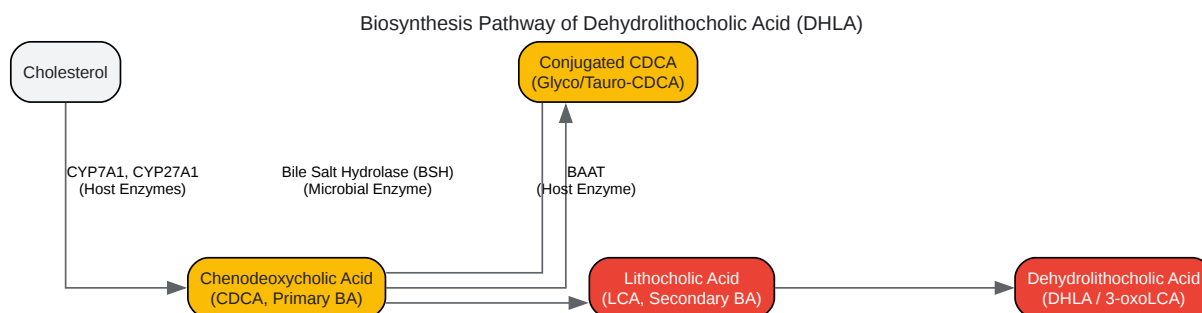 Biosynthesis Pathway of Dehydrolithocholic Acid (DHLA)
Cholesterol
Conjugated CDCA
(Glyco/Tauro-CDCA)
CYP7A1, CYP27A1
(Host Enzymes)
Bile Salt Hydrolase (BSH)
(Microbial Enzyme)
BAAT
(Host Enzyme)
Chenodeoxycholic Acid
(CDCA, Primary BA)
Lithocholic Acid
(LCA, Secondary BA)
Dehydrolithocholic Acid
(DHLA / 3-oxoLCA)